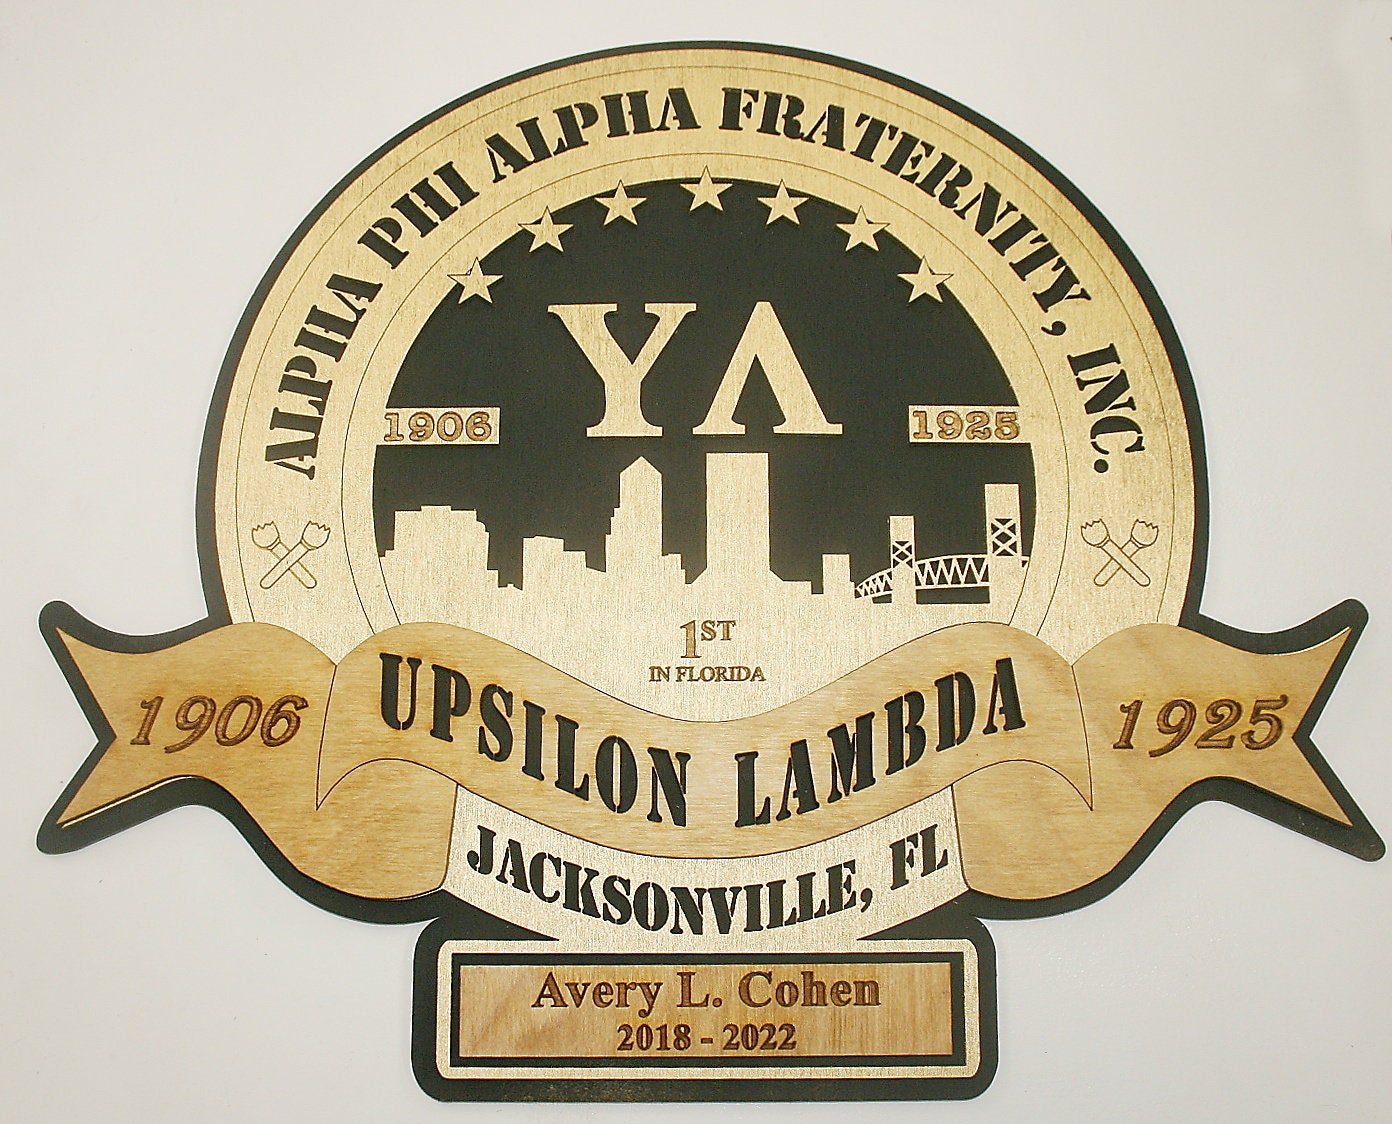 ALPHA PHI ALPHA FRATERNITY, INC.
ΥΛ
1906
1925
1ST
IN FLORIDA
1906
UPSILON LAMBDA
1925
JACKSONVILLE, FL
Avery L. Cohen
2018 - 2022